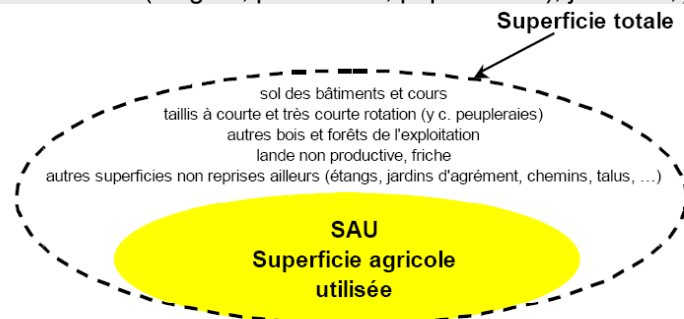 Superficie totale
sol des bâtiments et cours
taillis à courte et très courte rotation (y c. peupleraies)
autres bois et forêts de l'exploitation
lande non productive, friche
autres superficies non reprises ailleurs (étangs, jardins d'agrément, chemins, talus, …)
SAU
Superficie agricole
utilisée